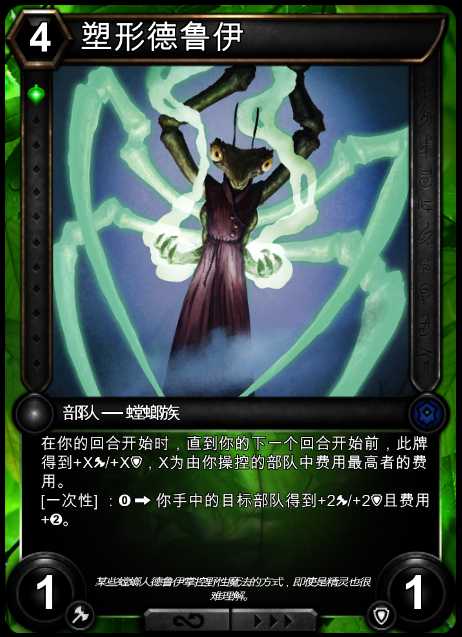 4
塑形德鲁伊
部队 — 螳螂族
在你的回合开始时，直到你的下一个回合开始前，此牌
得到+X/+X，X为由你操控的部队中费用最高者的费
用。
[一次性] ：0 ➡ 你手中的目标部队得到+2/+2且费用
+2。
某些螳螂人德鲁伊掌控野性魔法的方式，即使是精灵也很
难理解。
1
1